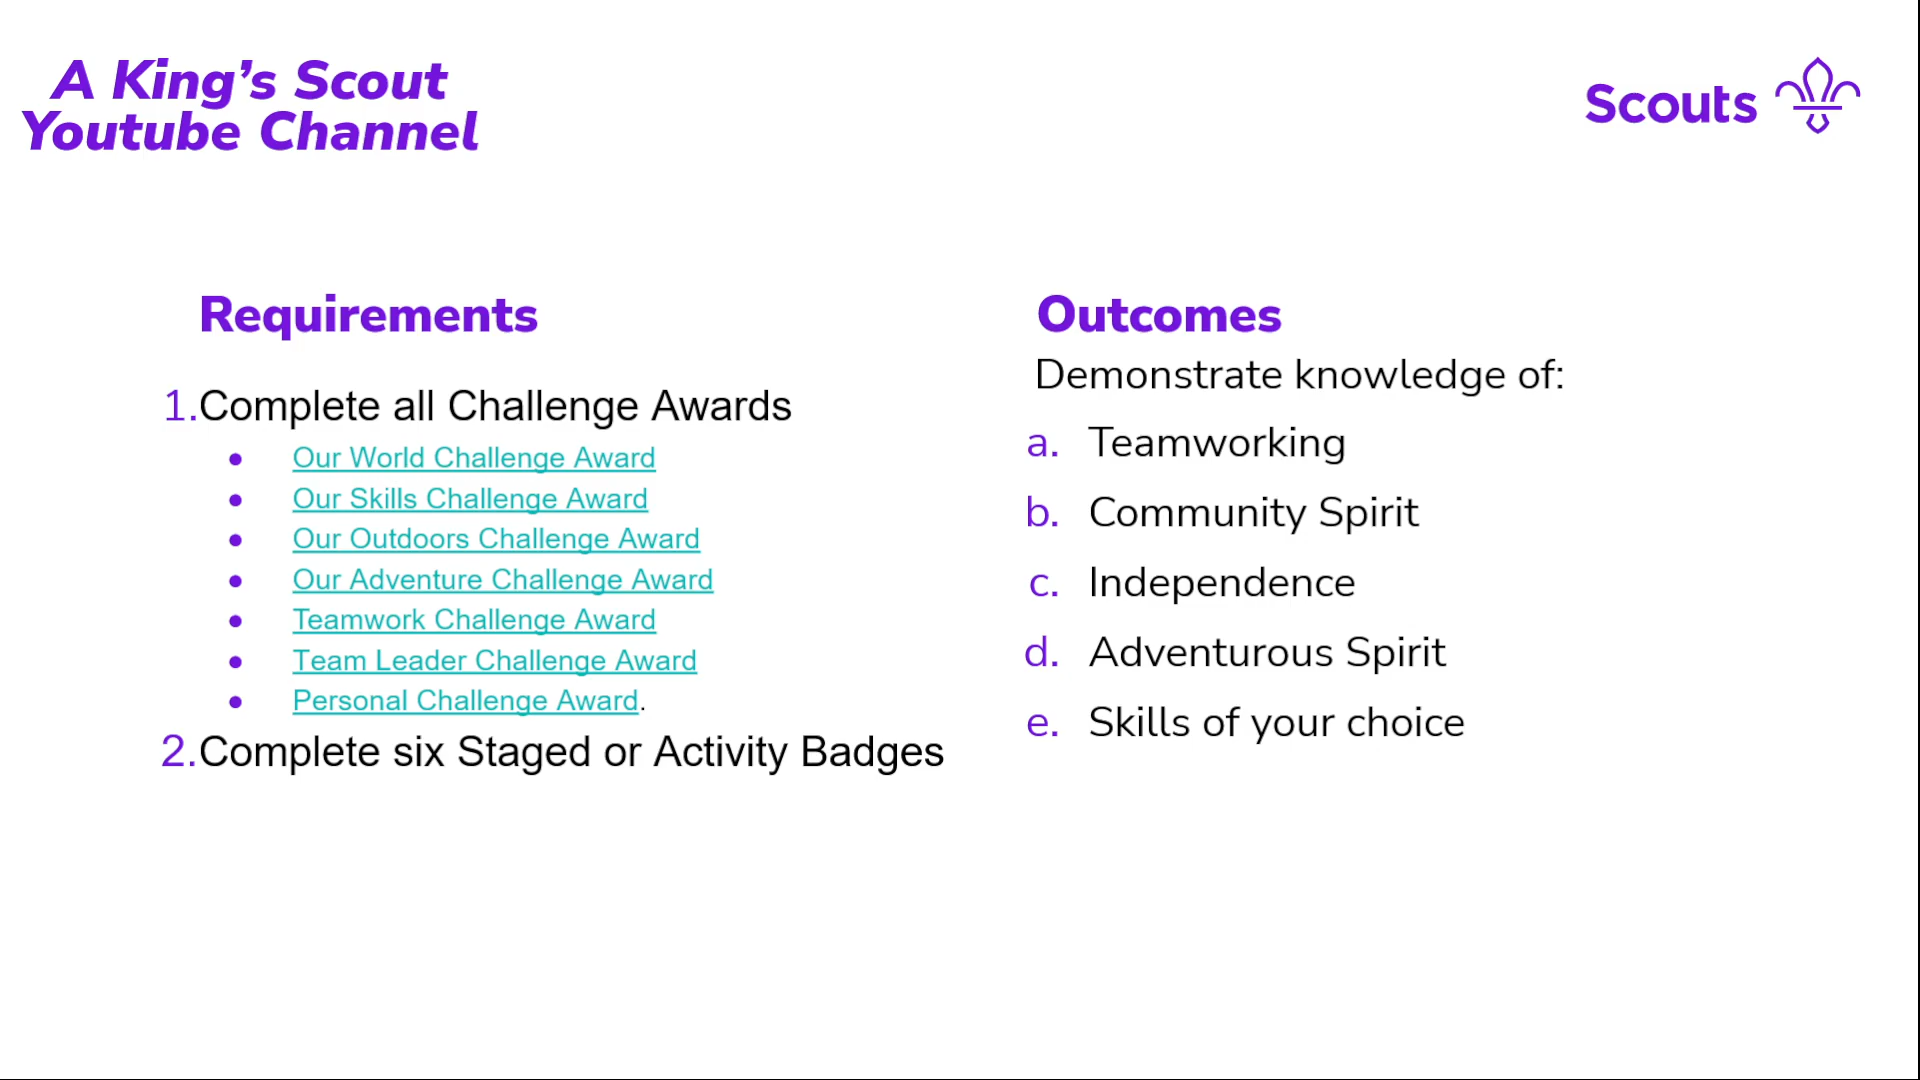 A King’s Scout
Youtube Channel
Scouts
Requirements
1.Complete all Challenge Awards
● Our World Challenge Award
● Our Skills Challenge Award
● Our Outdoors Challenge Award
● Our Adventure Challenge Award
● Teamwork Challenge Award
● Team Leader Challenge Award
● Personal Challenge Award.
2.Complete six Staged or Activity Badges
Outcomes
Demonstrate knowledge of:
a. Teamworking
b. Community Spirit
c. Independence
d. Adventurous Spirit
e. Skills of your choice